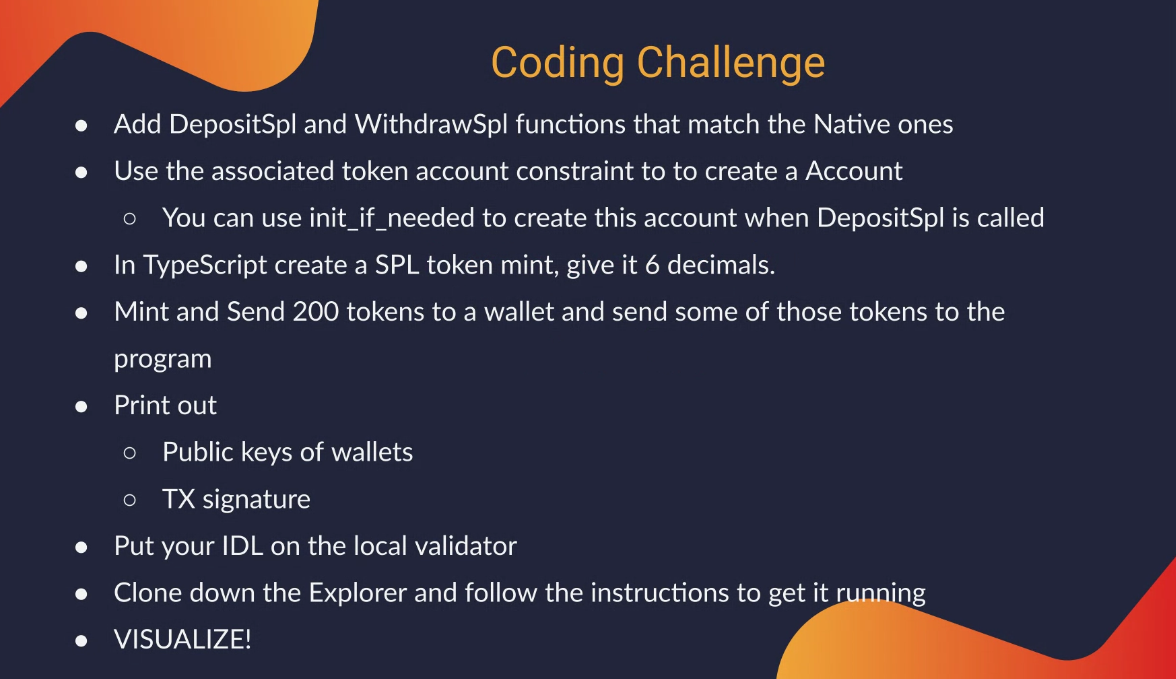 Coding Challenge
● Add DepositSpl and WithdrawSpl functions that match the Native ones
● Use the associated token account constraint to to create a Account
○ You can use init_if_needed to create this account when DepositSpl is called
● In TypeScript create a SPL token mint, give it 6 decimals.
● Mint and Send 200 tokens to a wallet and send some of those tokens to the
program
● Print out
○ Public keys of wallets
○ TX signature
● Put your IDL on the local validator
● Clone down the Explorer and follow the instructions to get it running
● VISUALIZE!